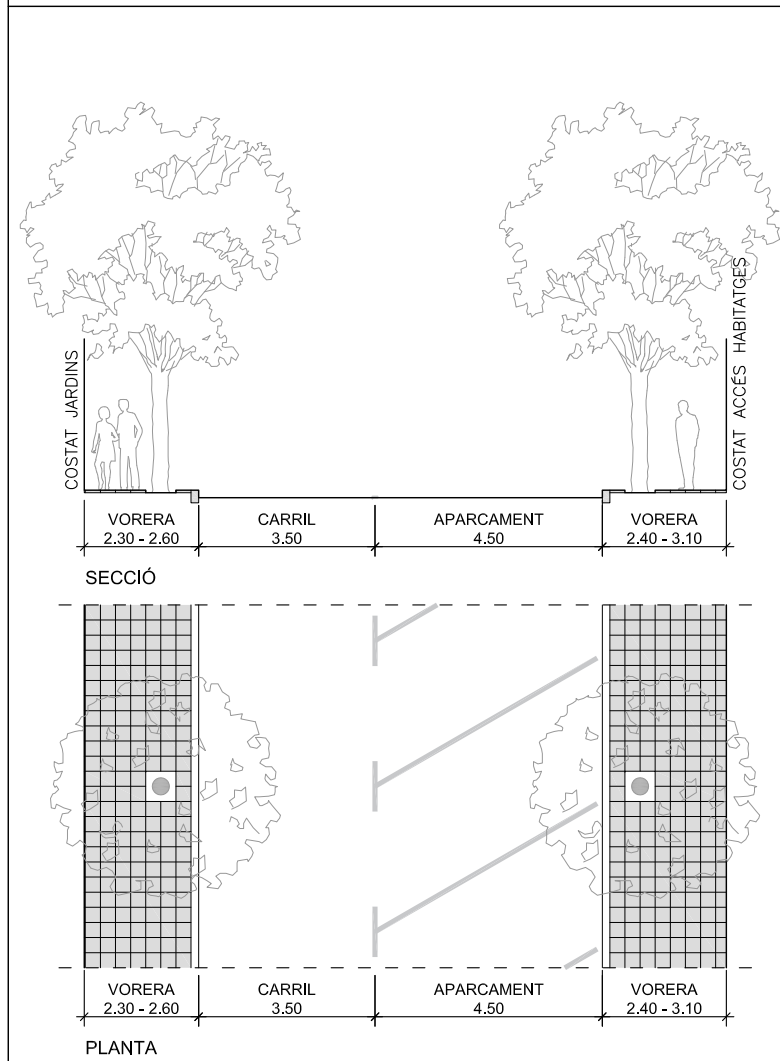 COSTAT JARDINS
COSTAT ACCÉS HABITATGES
VORERA
2.30 - 2.60
CARRIL
3.50
APARCAMENT
4.50
VORERA
2.40 - 3.10
SECCIÓ
VORERA
2.30 - 2.60
CARRIL
3.50
APARCAMENT
4.50
VORERA
2.40 - 3.10
PLANTA